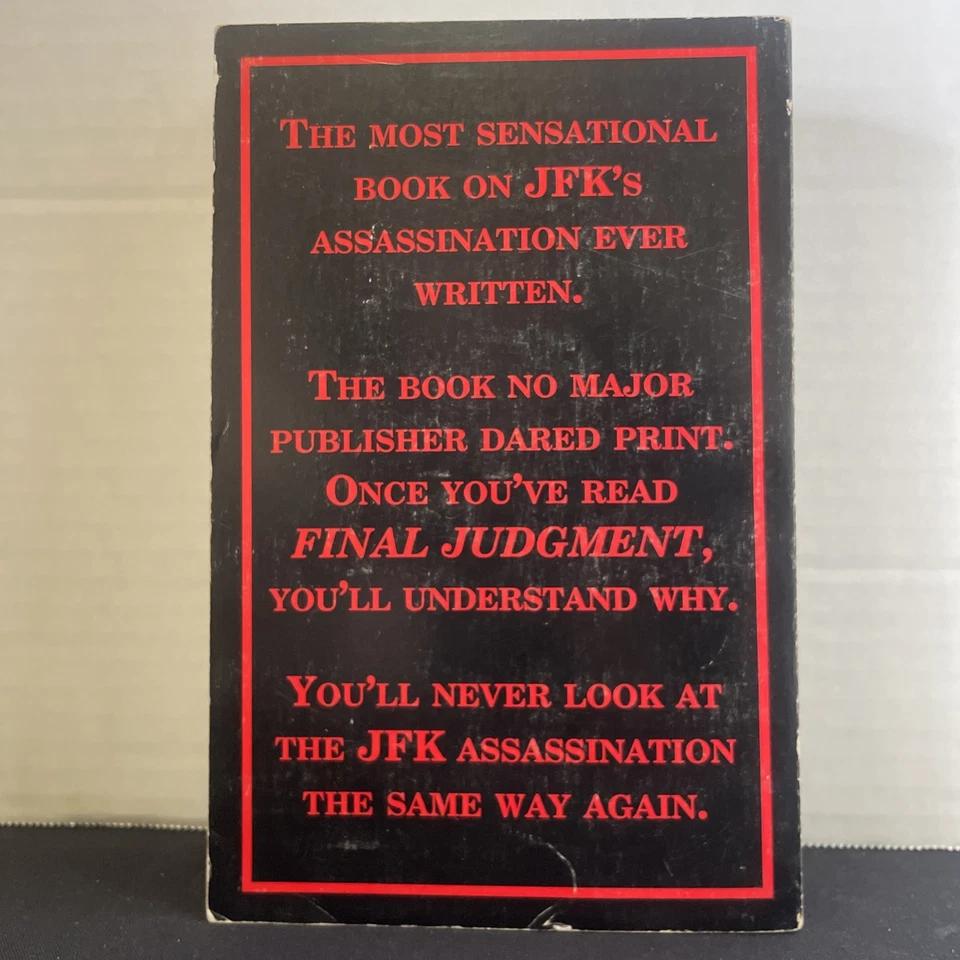 The most sensational
book on JFK's
assassination ever
written.
The book no major
publisher dared print.
Once you've read
FINAL JUDGMENT,
you'll understand why.
You'll never look at
the JFK assassination
the same way again.